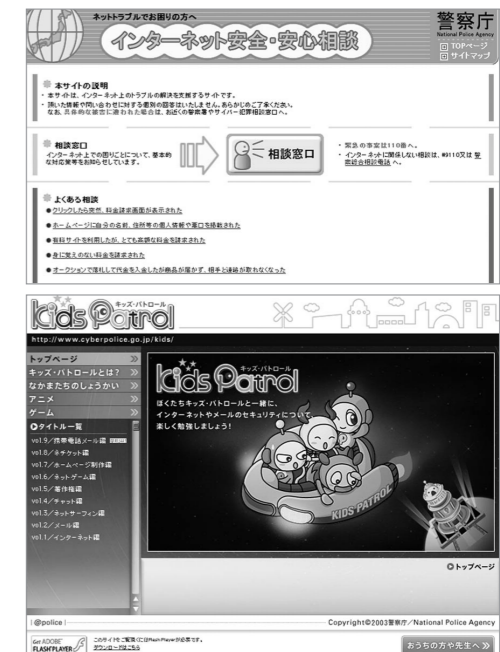 ネットトラブルでお困りの方へ
インターネット安全・安心相談
警察庁
National Police Agency
TOPページ
サイトマップ
本サイトの説明
・本サイトは、インターネット上のトラブルの解決を支援するサイトです。
・頂いた情報や問い合わせに対する個別の回答はいたしません。あらかじめご了承ください。
なお、具体的な被害に遭われた場合は、お近くの警察署やサイバー犯罪相談窓口へ。
相談窓口
インターネット上での困りごとについて、基本的
な対応策等をお知らせしています。
相談窓口
・緊急の事案は110番へ。
・インターネットに関係しない相談は、#9110又は 警
察総合相談電話 へ。
よくある相談
●クリックしたら突然、料金請求画面が表示された
●ホームページに自分の名前、住所等の個人情報や悪口を掲載された
●有料サイトを利用したが、とても高額な料金を請求された
●身に覚えのない料金を請求された
●オークションで落札して代金を入金したが商品が届かず、相手と連絡が取れなくなった
キッズ・パトロール
Kids Patrol
http://www.cyberpolice.go.jp/kids/
トップページ
キッズ・パトロールとは？
なかまたちのしょうかい
アニメ
ゲーム
タイトル一覧
vol.9/携帯電話メール編
vol.8/ネチケット編
vol.7/ホームページ制作編
vol.6/ネットゲーム編
vol.5/著作権編
vol.4/チャット編
vol.3/ネットサーフィン編
vol.2/メール編
vol.1/インターネット編
キッズ・パトロール
Kids Patrol
ぼくたちキッズ・パトロールと一緒に、
インターネットやメールのセキュリティについて、
楽しく勉強しましょう！
KIDS PATROL
トップページ
@police
Copyright©2003警察庁/National Police Agency
Get ADOBE
FLASH PLAYER
このサイトをご覧頂くにはFlash Playerが必要です。
ダウンロードはこちら
おうちの方や先生へ